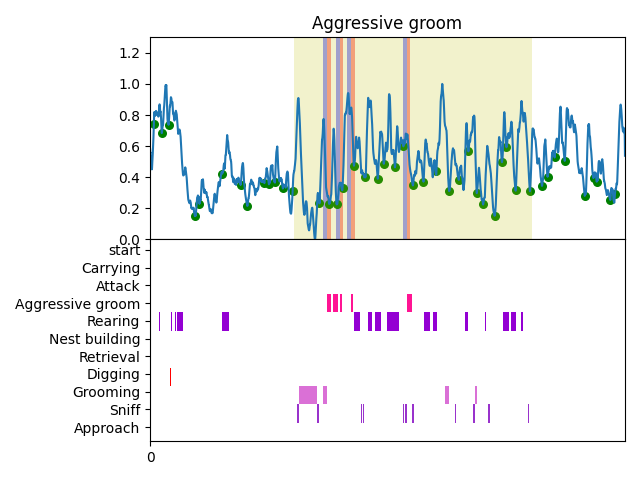 Aggressive groom
1.2
1.0
0.8
0.6
0.4
0.2
0.0
start
Carrying
Attack
Aggressive groom
Rearing
Nest building
Retrieval
Digging
Grooming
Sniff
Approach
0